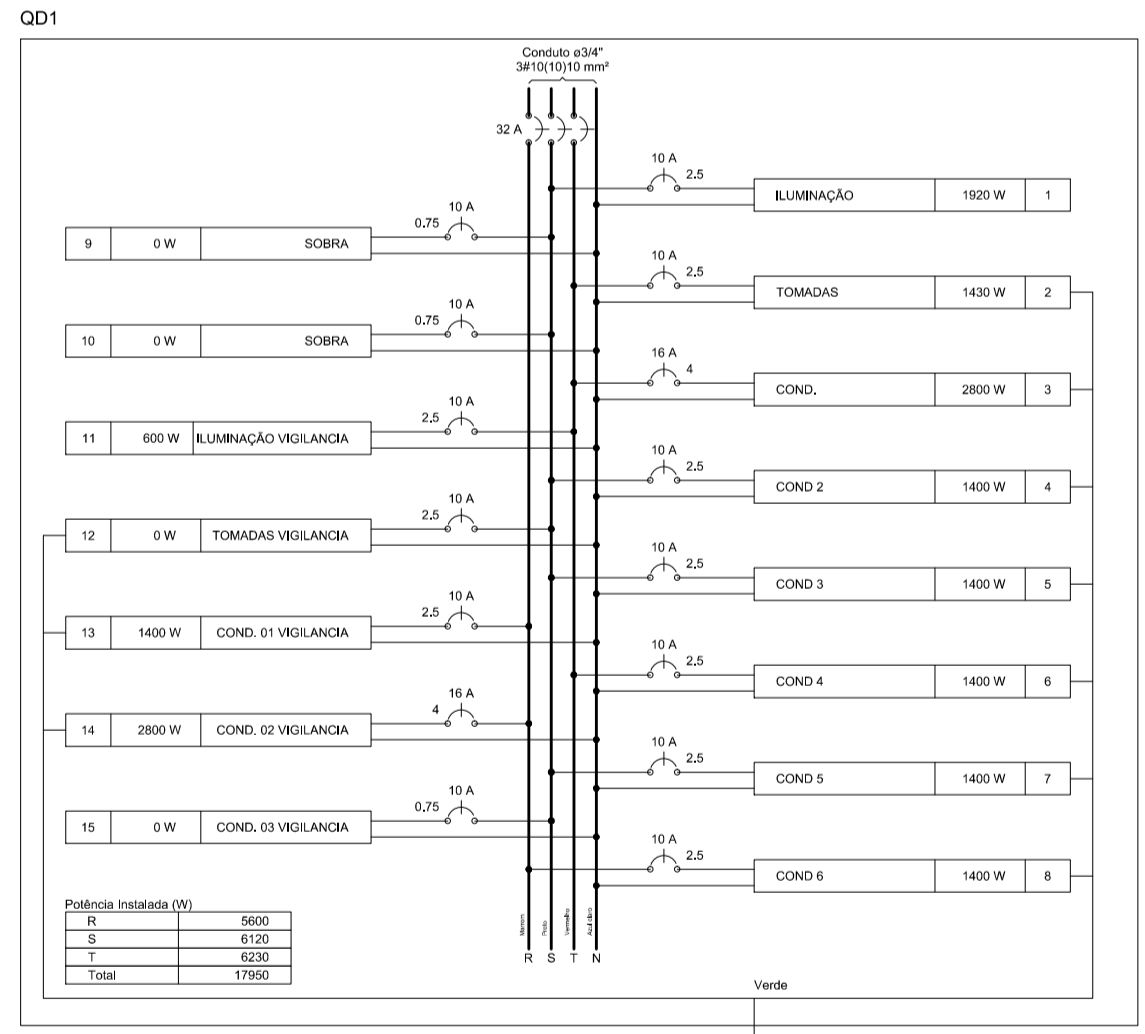 QD1
Conduto ø3/4"
3#10(10)10 mm²
32 A
10 A
2.5
ILUMINAÇÃO 1920 W 1
10 A
0.75
9 0 W SOBRA
10 A
2.5
TOMADAS 1430 W 2
10 A
0.75
10 0 W SOBRA
16 A
4
COND. 2800 W 3
10 A
2.5
11 600 W ILUMINAÇÃO VIGILANCIA
10 A
2.5
COND 2 1400 W 4
10 A
2.5
12 0 W TOMADAS VIGILANCIA
10 A
2.5
COND 3 1400 W 5
10 A
2.5
13 1400 W COND. 01 VIGILANCIA
10 A
2.5
COND 4 1400 W 6
16 A
4
14 2800 W COND. 02 VIGILANCIA
10 A
2.5
COND 5 1400 W 7
10 A
0.75
15 0 W COND. 03 VIGILANCIA
10 A
2.5
COND 6 1400 W 8
Potência Instalada (W)
R 5600
S 6120
T 6230
Total 17950
Marrom
Preto
Vermelho
Azul claro
R S T N
Verde